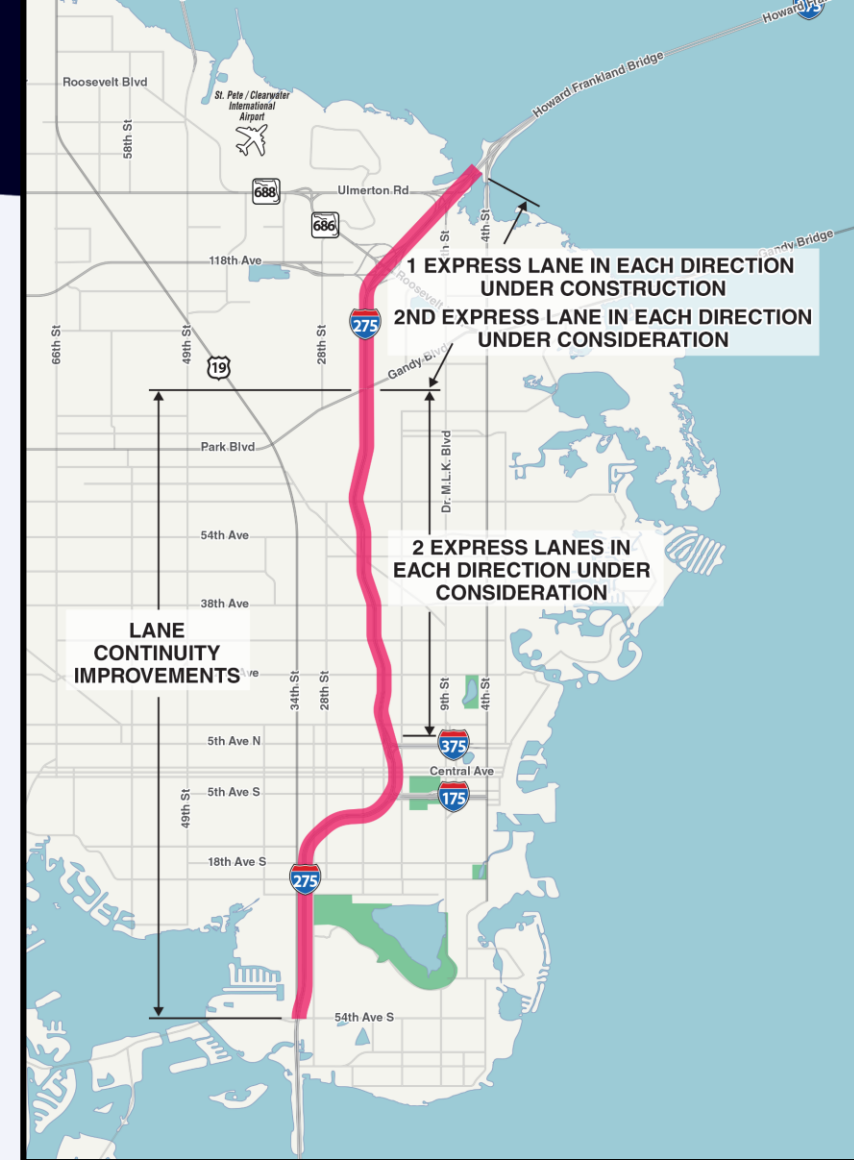 Howard
Howard Frankland Bridge
Roosevelt Blvd
St. Pete / Clearwater
International
Airport
58th St
688
Ulmerton Rd
686
4th St
118th Ave
Gandy Bridge
1 EXPRESS LANE IN EACH DIRECTION
UNDER CONSTRUCTION
Roosevelt
275
2ND EXPRESS LANE IN EACH DIRECTION
UNDER CONSIDERATION
66th St
49th St
28th St
19
Gandy Blvd
Park Blvd
Dr. M.L.K. Blvd
54th Ave
2 EXPRESS LANES IN
EACH DIRECTION UNDER
CONSIDERATION
38th Ave
LANE
CONTINUITY
IMPROVEMENTS
Ave
34th St
28th St
9th St
4th St
5th Ave N
375
Central Ave
5th Ave S
175
49th St
18th Ave S
275
54th Ave S